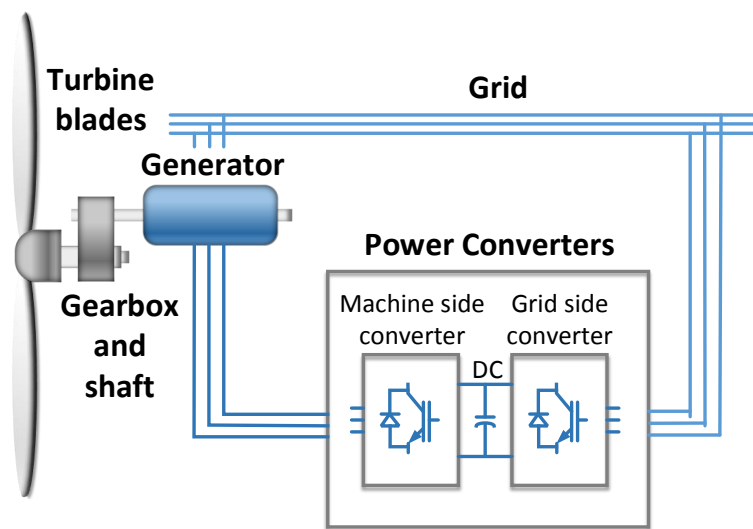 Turbine
blades
Grid
Generator
Gearbox
and
shaft
Power Converters
Machine side
converter
Grid side
converter
DC